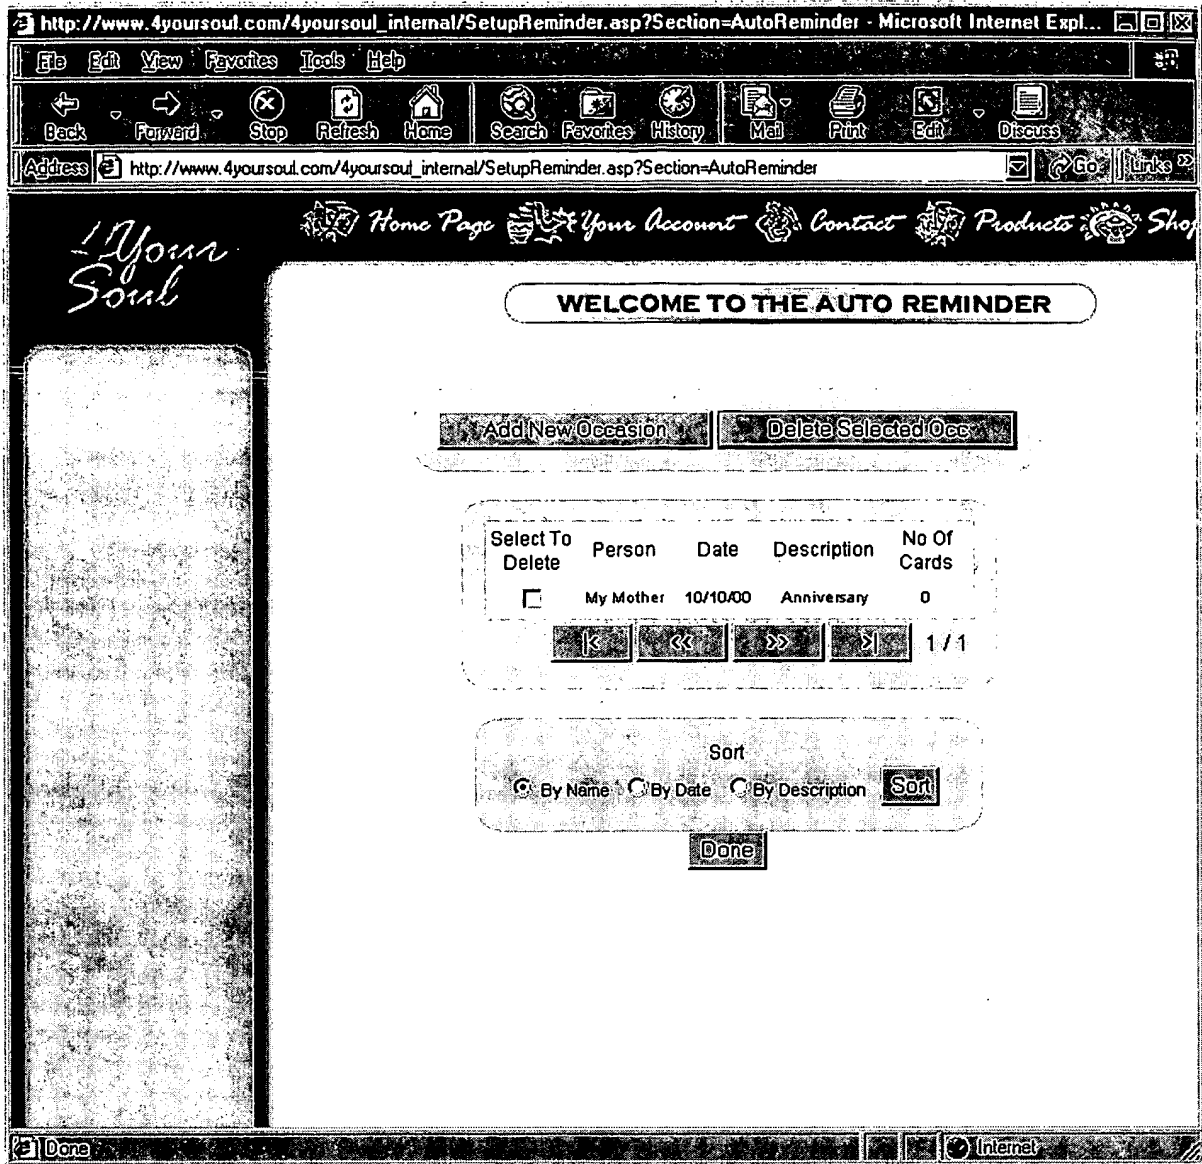 http://www.4yoursoul.com/4yoursoul_internal/SetupReminder.asp?Section=AutoReminder - Microsoft Internet Expl...
File Edit View Favorites Tools Help
Back Forward Stop Refresh Home Search Favorites History Mail Print Edit Discuss
Address http://www.4yoursoul.com/4yoursoul_internal/SetupReminder.asp?Section=AutoReminder Go Links »
Home Page Your Account Contact Products Shop
4 Your
Soul
WELCOME TO THE AUTO REMINDER
Add New Occasion Delete Selected Occ
Select To Delete Person Date Description No Of Cards
My Mother 10/10/00 Anniversary 0
|< << >> >| 1 / 1
Sort
By Name By Date By Description Sort
Done
Done Internet